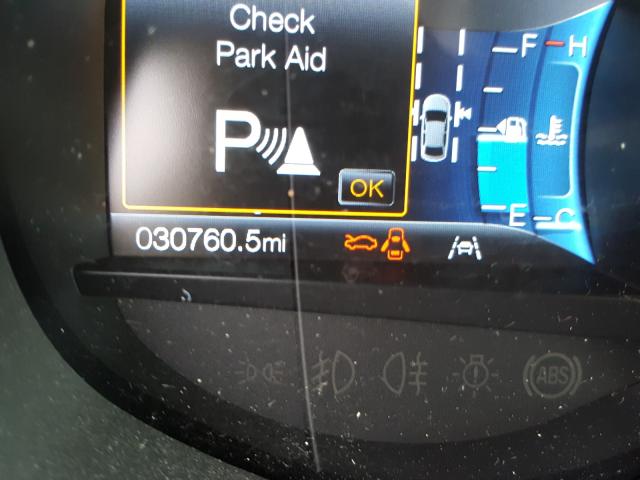 Check
Park Aid
P
OK
F H
E C
030760.5mi
ABS